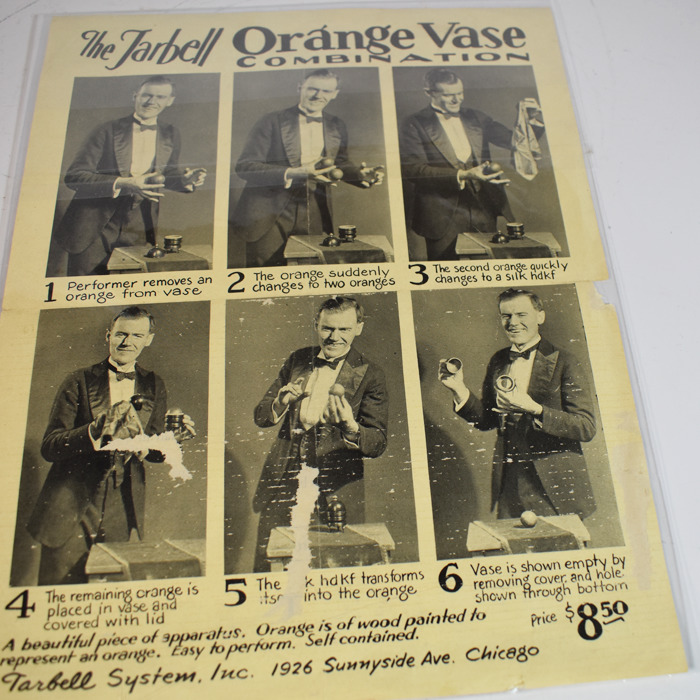 The Tarbell Orange Vase
COMBINATION
1 Performer removes an
orange from vase
2 The orange suddenly
changes to two oranges
3 The second orange quickly
changes to a silk hdkf
4 The remaining orange is
placed in vase and
covered with lid
5 The k hdkf transforms
itself into the orange
6 Vase is shown empty by
removing cover, and hole
shown through bottom
A beautiful piece of apparatus. Orange is of wood painted to
represent an orange. Easy to perform. Self contained.
Price $8.50
Tarbell System, Inc. 1926 Sunnyside Ave. Chicago